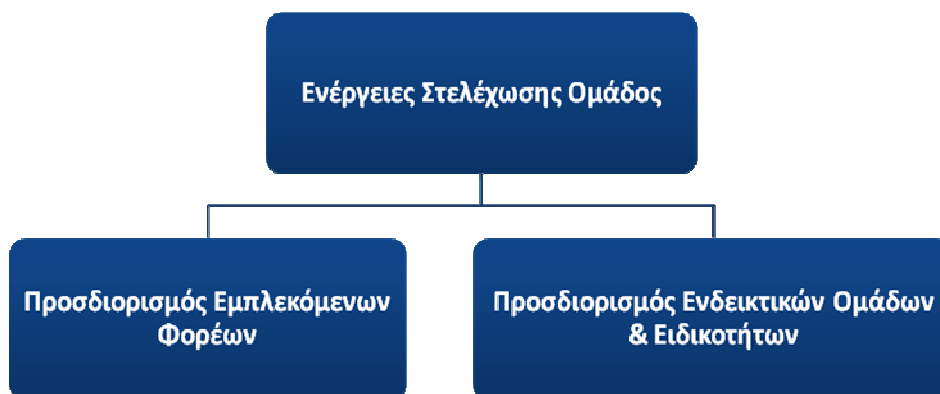 Ενέργειες Στελέχωσης Ομάδος
Προσδιορισμός Εμπλεκόμενων
Φορέων
Προσδιορισμός Ενδεικτικών Ομάδων
& Ειδικοτήτων